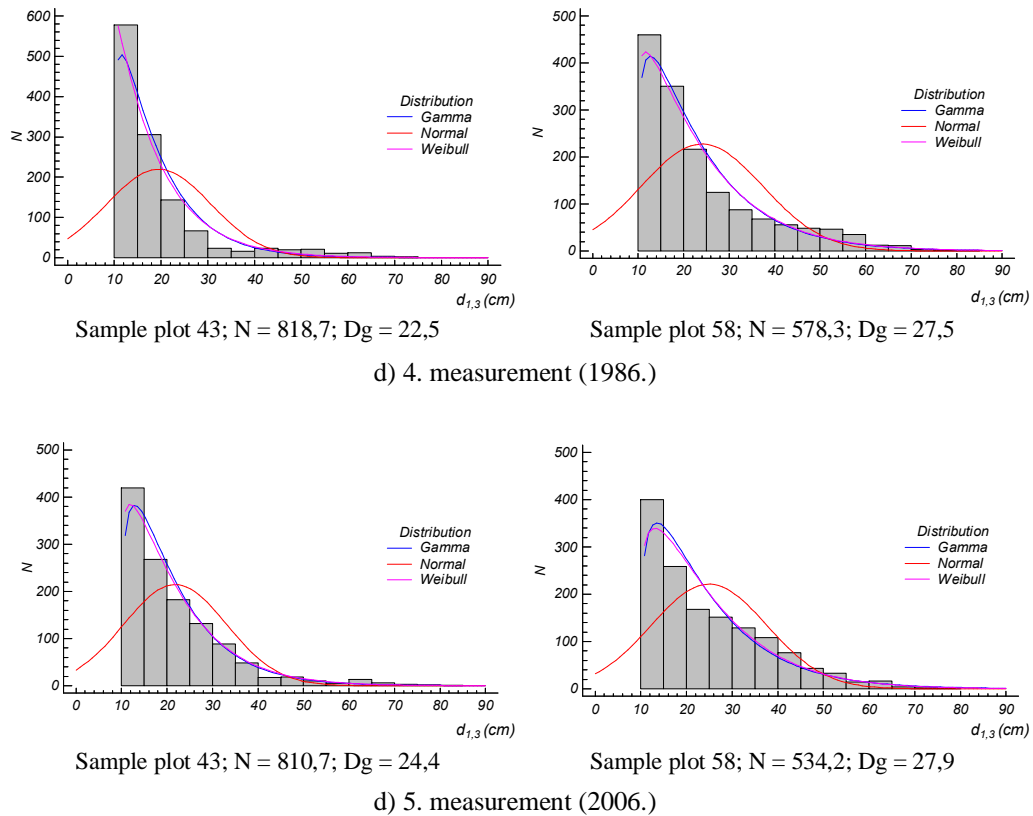 600
500
400
300
200
100
0
N
Distribution
Gamma
Normal
Weibull
0 10 20 30 40 50 60 70 80 90
d1,3 (cm)
Sample plot 43; N = 818,7; Dg = 22,5
500
400
300
200
100
0
N
Distribution
Gamma
Normal
Weibull
0 10 20 30 40 50 60 70 80 90
d1,3 (cm)
Sample plot 58; N = 578,3; Dg = 27,5
d) 4. measurement (1986.)
500
400
300
200
100
0
N
Distribution
Gamma
Normal
Weibull
0 10 20 30 40 50 60 70 80 90
d1,3 (cm)
Sample plot 43; N = 810,7; Dg = 24,4
500
400
300
200
100
0
N
Distribution
Gamma
Normal
Weibull
0 10 20 30 40 50 60 70 80 90
d1,3 (cm)
Sample plot 58; N = 534,2; Dg = 27,9
d) 5. measurement (2006.)